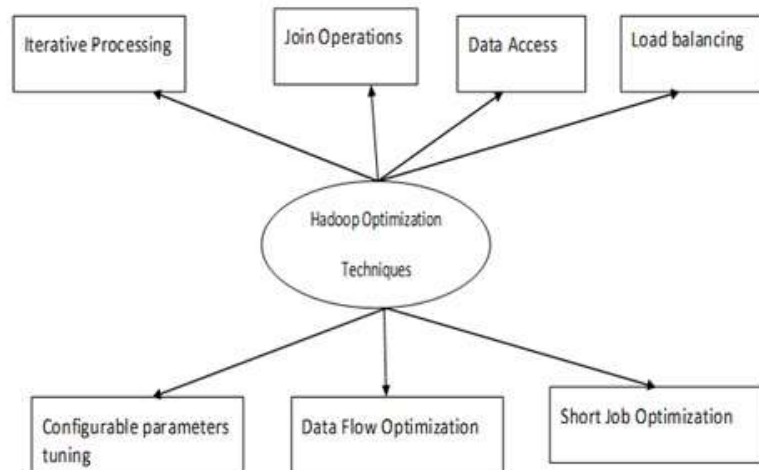 Iterative Processing
Join Operations
Data Access
Load balancing
Hadoop Optimization
Techniques
Configurable parameters
tuning
Data Flow Optimization
Short Job Optimization